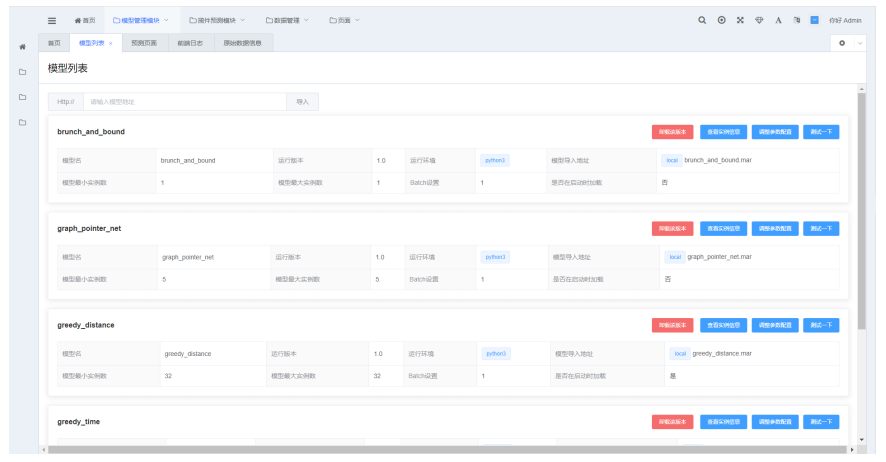 首页 模型管理模块 揽件预测模块 数据管理 页面 你好 Admin
首页 模型列表 × 预测页面 前端日志 原始数据信息
模型列表
Http:// 请输入模型地址 导入
brunch_and_bound 卸载该版本 查看实例信息 调整参数配置 测试一下
模型名 brunch_and_bound 运行版本 1.0 运行环境 python3 模型导入地址 local brunch_and_bound.mar
模型最小实例数 1 模型最大实例数 1 Batch设置 1 是否在启动时加载 否
graph_pointer_net 卸载该版本 查看实例信息 调整参数配置 测试一下
模型名 graph_pointer_net 运行版本 1.0 运行环境 python3 模型导入地址 local graph_pointer_net.mar
模型最小实例数 5 模型最大实例数 5 Batch设置 1 是否在启动时加载 否
greedy_distance 卸载该版本 查看实例信息 调整参数配置 测试一下
模型名 greedy_distance 运行版本 1.0 运行环境 python3 模型导入地址 local greedy_distance.mar
模型最小实例数 32 模型最大实例数 32 Batch设置 1 是否在启动时加载 是
greedy_time 卸载该版本 查看实例信息 调整参数配置 测试一下